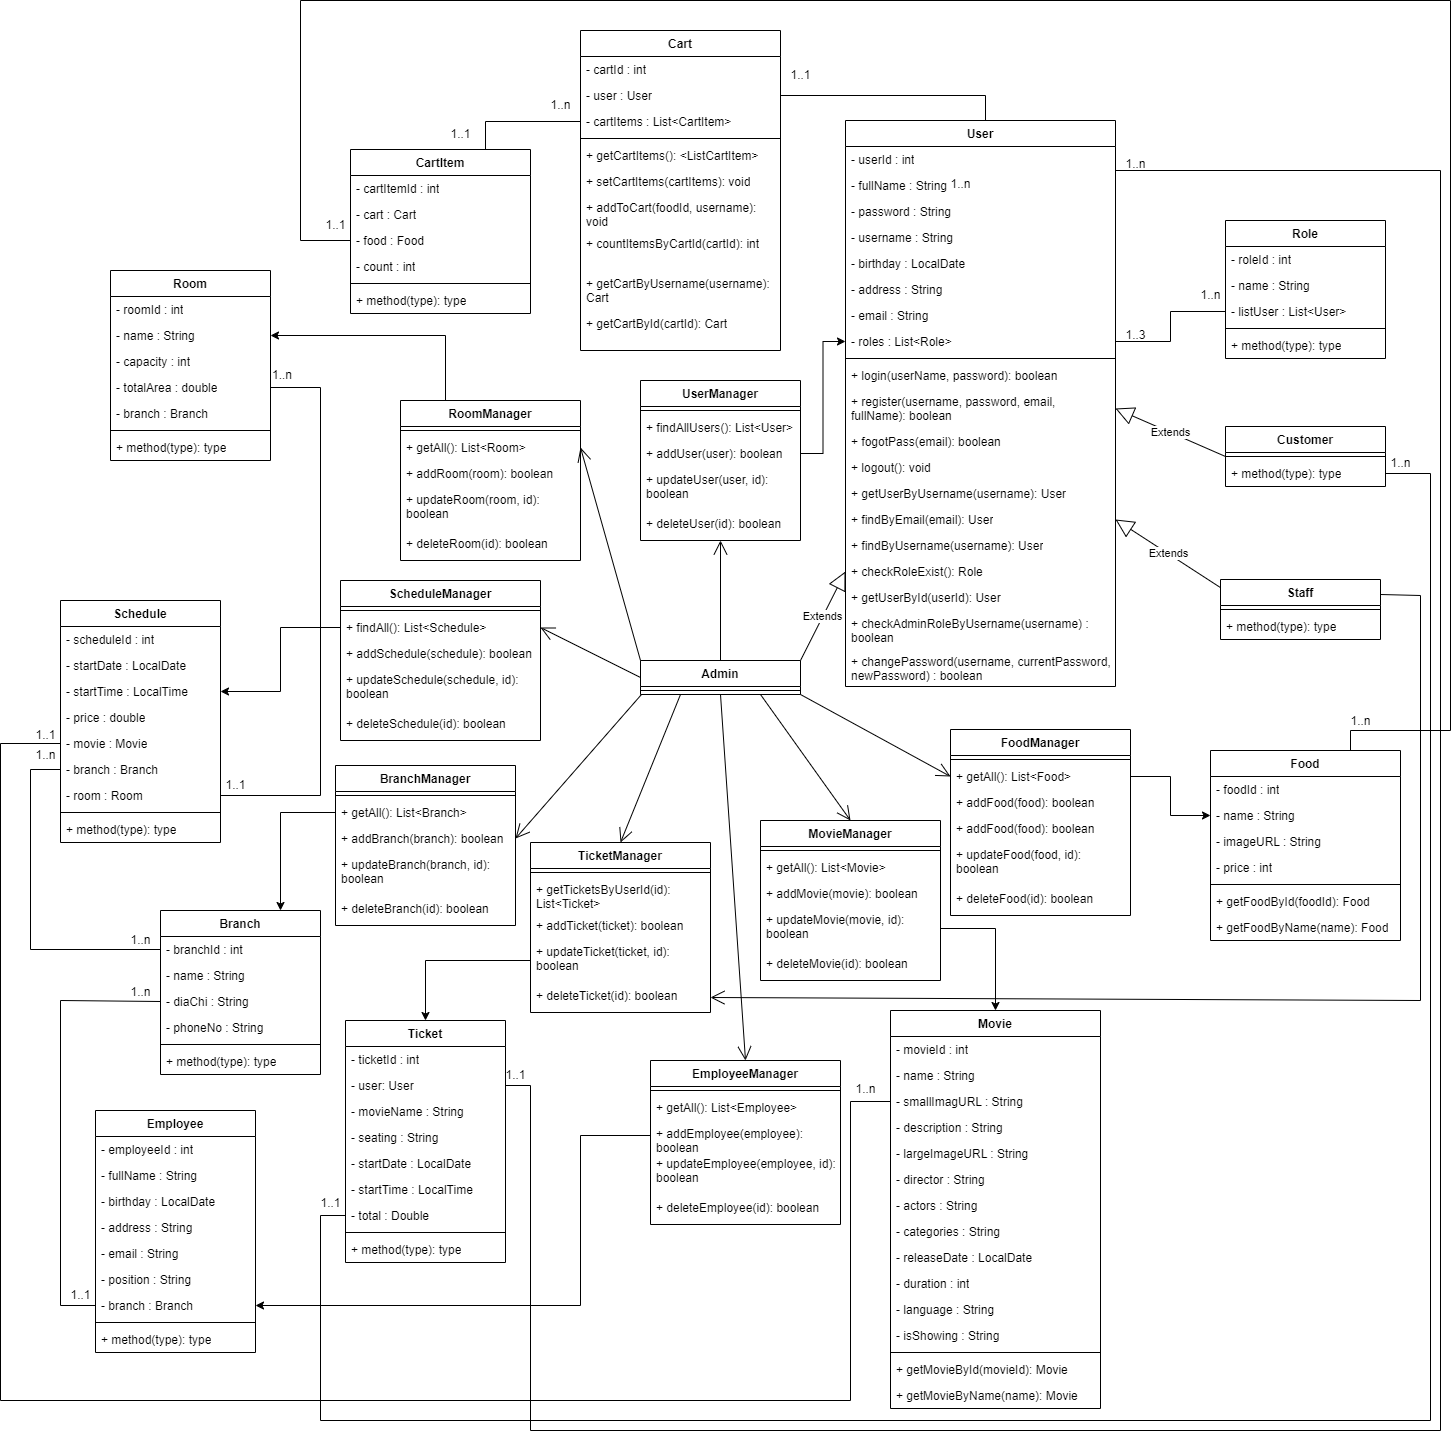 Cart
- cartId : int
- user : User
- cartItems : List<CartItem>
+ getCartItems(): <ListCartItem>
+ setCartItems(cartItems): void
+ addToCart(foodId, username):
void
+ countItemsByCartId(cartId): int
+ getCartByUsername(username):
Cart
+ getCartById(cartId): Cart
1..1
1..n
1..1
CartItem
- cartItemId : int
- cart : Cart
- food : Food
- count : int
+ method(type): type
1..1
User
- userId : int
- fullName : String
1..n
- password : String
- username : String
- birthday : LocalDate
- address : String
- email : String
- roles : List<Role>
+ login(userName, password): boolean
+ register(username, password, email,
fullName): boolean
+ fogotPass(email): boolean
+ logout(): void
+ getUserByUsername(username): User
+ findByEmail(email): User
+ findByUsername(username): User
+ checkRoleExist(): Role
+ getUserById(userId): User
+ checkAdminRoleByUsername(username) :
boolean
+ changePassword(username, currentPassword,
newPassword) : boolean
1..n
1..n
1..3
Role
- roleId : int
- name : String
- listUser : List<User>
+ method(type): type
Room
- roomId : int
- name : String
- capacity : int
- totalArea : double
- branch : Branch
+ method(type): type
1..n
RoomManager
+ getAll(): List<Room>
+ addRoom(room): boolean
+ updateRoom(room, id):
boolean
+ deleteRoom(id): boolean
UserManager
+ findAllUsers(): List<User>
+ addUser(user): boolean
+ updateUser(user, id):
boolean
+ deleteUser(id): boolean
Extends
Customer
+ method(type): type
1..n
Extends
Staff
+ method(type): type
ScheduleManager
+ findAll(): List<Schedule>
+ addSchedule(schedule): boolean
+ updateSchedule(schedule, id):
boolean
+ deleteSchedule(id): boolean
Extends
Admin
Schedule
- scheduleId : int
- startDate : LocalDate
- startTime : LocalTime
- price : double
- movie : Movie
- branch : Branch
- room : Room
+ method(type): type
1..1
1..n
1..1
BranchManager
+ getAll(): List<Branch>
+ addBranch(branch): boolean
+ updateBranch(branch, id):
boolean
+ deleteBranch(id): boolean
TicketManager
+ getTicketsByUserId(id):
List<Ticket>
+ addTicket(ticket): boolean
+ updateTicket(ticket, id):
boolean
+ deleteTicket(id): boolean
MovieManager
+ getAll(): List<Movie>
+ addMovie(movie): boolean
+ updateMovie(movie, id):
boolean
+ deleteMovie(id): boolean
FoodManager
+ getAll(): List<Food>
+ addFood(food): boolean
+ addFood(food): boolean
+ updateFood(food, id):
boolean
+ deleteFood(id): boolean
1..n
Food
- foodId : int
- name : String
- imageURL : String
- price : int
+ getFoodById(foodId): Food
+ getFoodByName(name): Food
Branch
- branchId : int
- name : String
- diaChi : String
- phoneNo : String
+ method(type): type
1..n
1..n
Ticket
- ticketId : int
- user: User
- movieName : String
- seating : String
- startDate : LocalDate
- startTime : LocalTime
- total : Double
+ method(type): type
1..1
1..1
EmployeeManager
+ getAll(): List<Employee>
+ addEmployee(employee):
boolean
+ updateEmployee(employee, id):
boolean
+ deleteEmployee(id): boolean
1..n
Movie
- movieId : int
- name : String
- smallImagURL : String
- description : String
- largeImageURL : String
- director : String
- actors : String
- categories : String
- releaseDate : LocalDate
- duration : int
- language : String
- isShowing : String
+ getMovieById(movieId): Movie
+ getMovieByName(name): Movie
Employee
- employeeId : int
- fullName : String
- birthday : LocalDate
- address : String
- email : String
- position : String
- branch : Branch
+ method(type): type
1..1